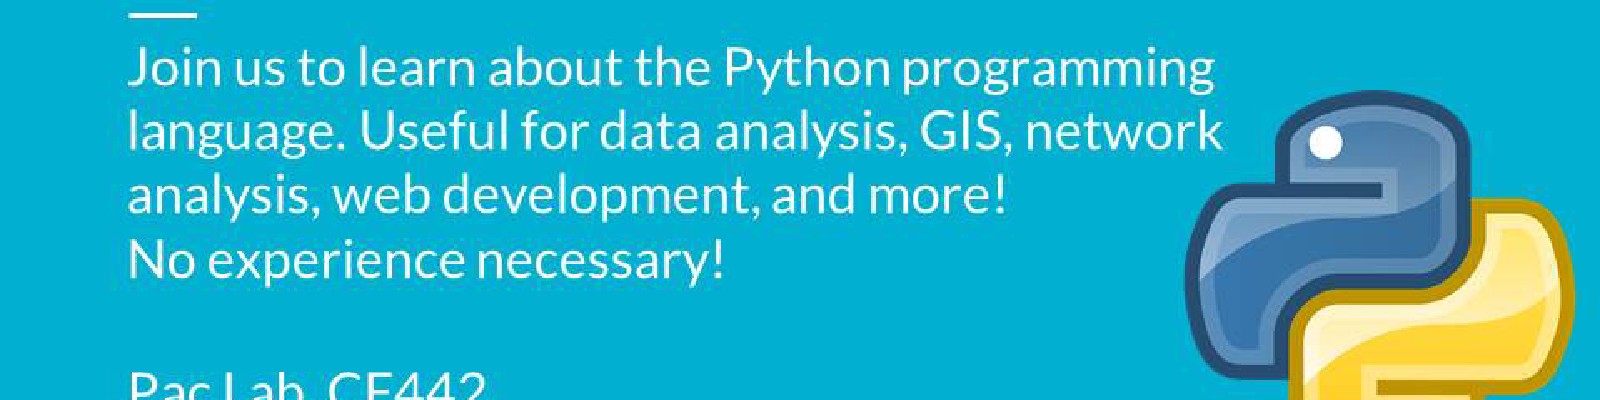 Join us to learn about the Python programming
language. Useful for data analysis, GIS, network
analysis, web development, and more!
No experience necessary!
Pac Lab, CF442